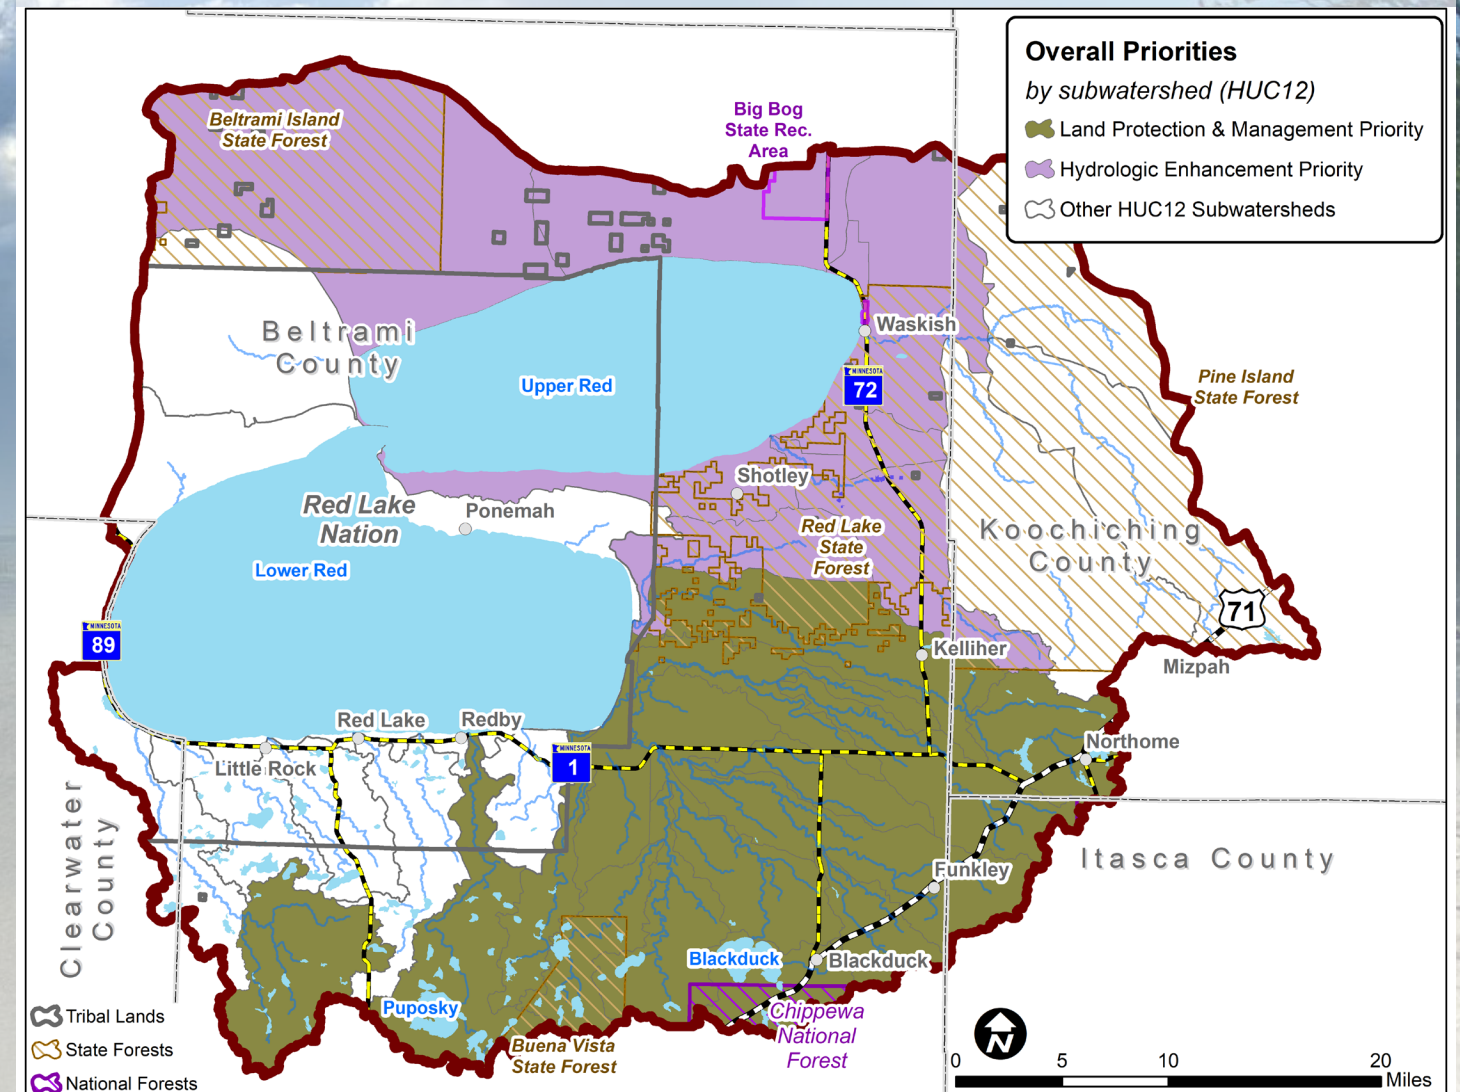 Overall Priorities
by subwatershed (HUC12)
Land Protection & Management Priority
Hydrologic Enhancement Priority
Other HUC12 Subwatersheds
Big Bog
State Rec.
Area
Beltrami Island
State Forest
Beltrami
County
Upper Red
Waskish
MINNESOTA
72
Pine Island
State Forest
Shotley
Red Lake
Nation
Ponemah
Red Lake
State
Forest
Koochiching
County
Lower Red
71
MINNESOTA
89
Kelliher
Mizpah
Red Lake
Redby
Northome
MINNESOTA
1
Little Rock
Clearwater
County
Itasca County
Funkley
Blackduck
Blackduck
Puposky
Chippewa
National
Forest
Buena Vista
State Forest
Tribal Lands
State Forests
National Forests
N
0 5 10 20
Miles